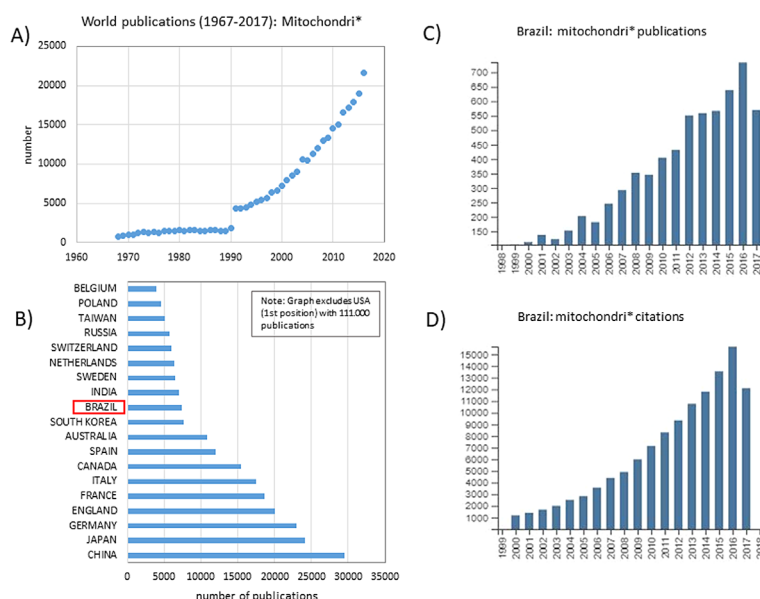 A)
World publications (1967-2017): Mitochondri*
number
25000
20000
15000
10000
5000
0
1960
1970
1980
1990
2000
2010
2020
B)
BELGIUM
POLAND
TAIWAN
RUSSIA
SWITZERLAND
NETHERLANDS
SWEDEN
INDIA
BRAZIL
SOUTH KOREA
AUSTRALIA
SPAIN
CANADA
ITALY
FRANCE
ENGLAND
GERMANY
JAPAN
CHINA
Note: Graph excludes USA
(1st position) with 111.000
publications
0
5000
10000
15000
20000
25000
30000
35000
number of publications
C)
Brazil: mitochondri* publications
700
650
600
550
500
450
400
350
300
250
200
150
1998
1999
2000
2001
2002
2003
2004
2005
2006
2007
2008
2009
2010
2011
2012
2013
2014
2015
2016
2017
D)
Brazil: mitochondri* citations
15000
14000
13000
12000
11000
10000
9000
8000
7000
6000
5000
4000
3000
2000
1000
1999
2000
2001
2002
2003
2004
2005
2006
2007
2008
2009
2010
2011
2012
2013
2014
2015
2016
2017
2018